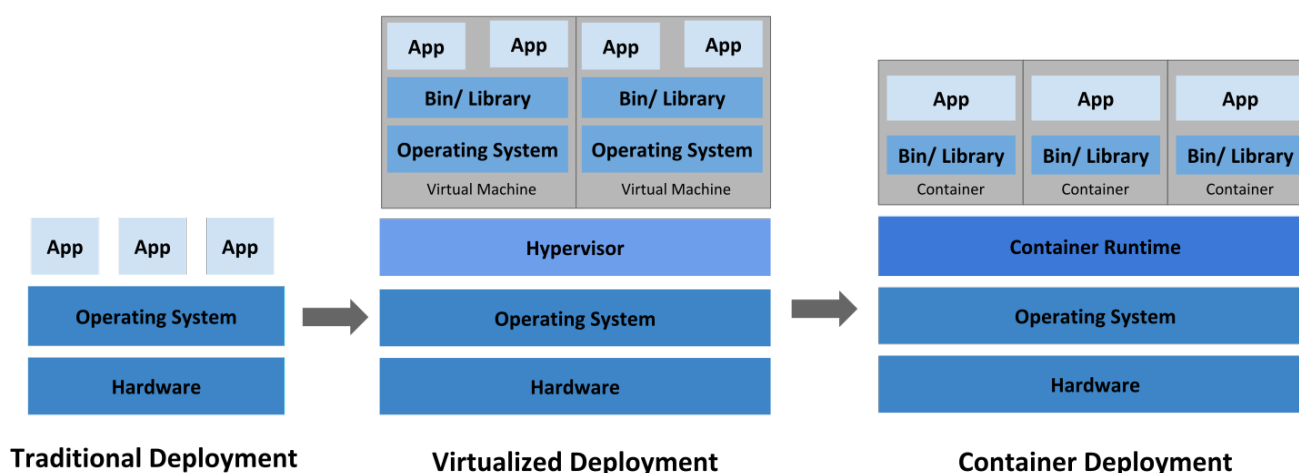 App App App
Operating System
Hardware
Traditional Deployment
App App App App
Bin/ Library Bin/ Library
Operating System Operating System
Virtual Machine Virtual Machine
Hypervisor
Operating System
Hardware
Virtualized Deployment
App App App
Bin/ Library Bin/ Library Bin/ Library
Container Container Container
Container Runtime
Operating System
Hardware
Container Deployment